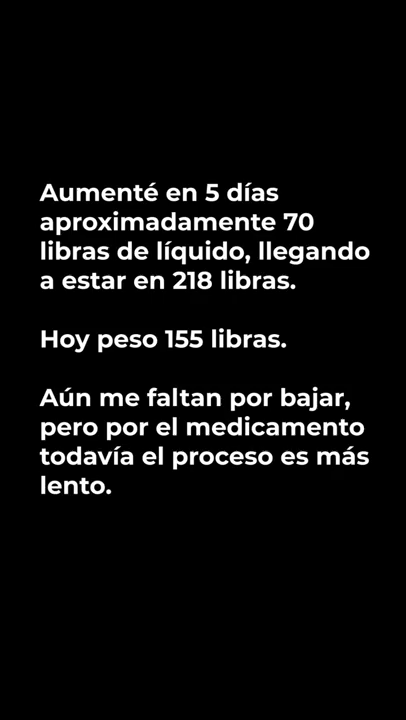 Aumenté en 5 días
aproximadamente 70
libras de líquido, llegando
a estar en 218 libras.
Hoy peso 155 libras.
Aún me faltan por bajar,
pero por el medicamento
todavía el proceso es más
lento.